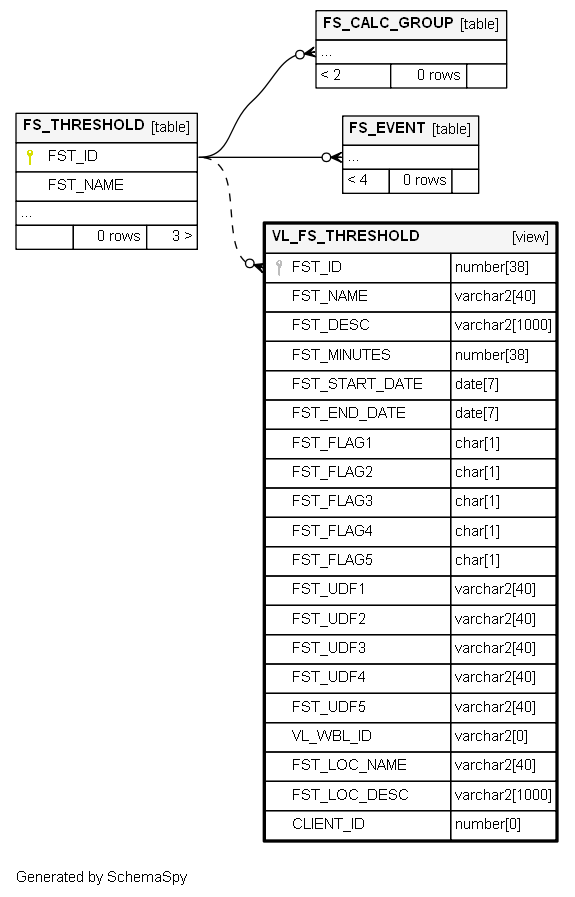 FS_CALC_GROUP [table]
...
< 2 0 rows
FS_THRESHOLD [table]
FST_ID
FST_NAME
...
0 rows 3 >
FS_EVENT [table]
...
< 4 0 rows
VL_FS_THRESHOLD [view]
FST_ID number[38]
FST_NAME varchar2[40]
FST_DESC varchar2[1000]
FST_MINUTES number[38]
FST_START_DATE date[7]
FST_END_DATE date[7]
FST_FLAG1 char[1]
FST_FLAG2 char[1]
FST_FLAG3 char[1]
FST_FLAG4 char[1]
FST_FLAG5 char[1]
FST_UDF1 varchar2[40]
FST_UDF2 varchar2[40]
FST_UDF3 varchar2[40]
FST_UDF4 varchar2[40]
FST_UDF5 varchar2[40]
VL_WBL_ID varchar2[0]
FST_LOC_NAME varchar2[40]
FST_LOC_DESC varchar2[1000]
CLIENT_ID number[0]
Generated by SchemaSpy